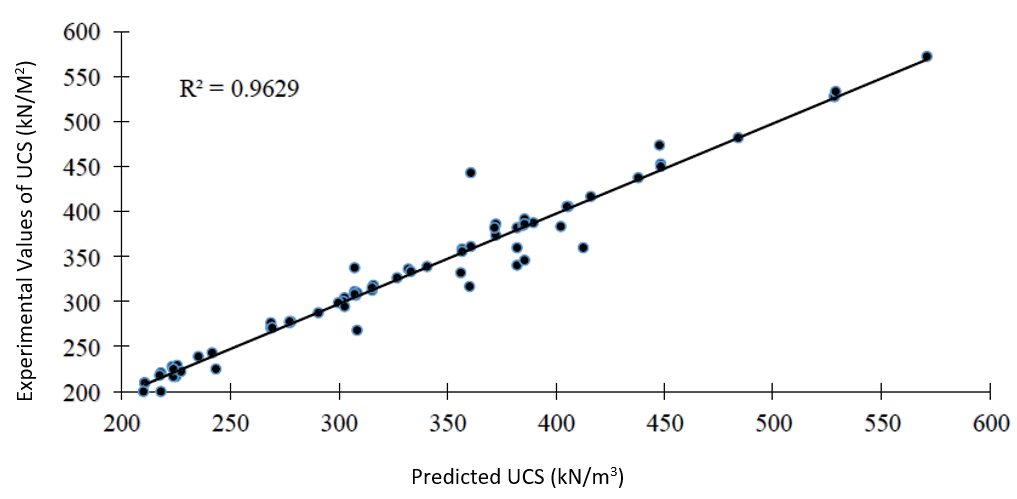 600
550
500
450
400
350
300
250
200
Experimental Values of UCS (kN/M²)
R² = 0.9629
200 250 300 350 400 450 500 550 600
Predicted UCS (kN/m³)